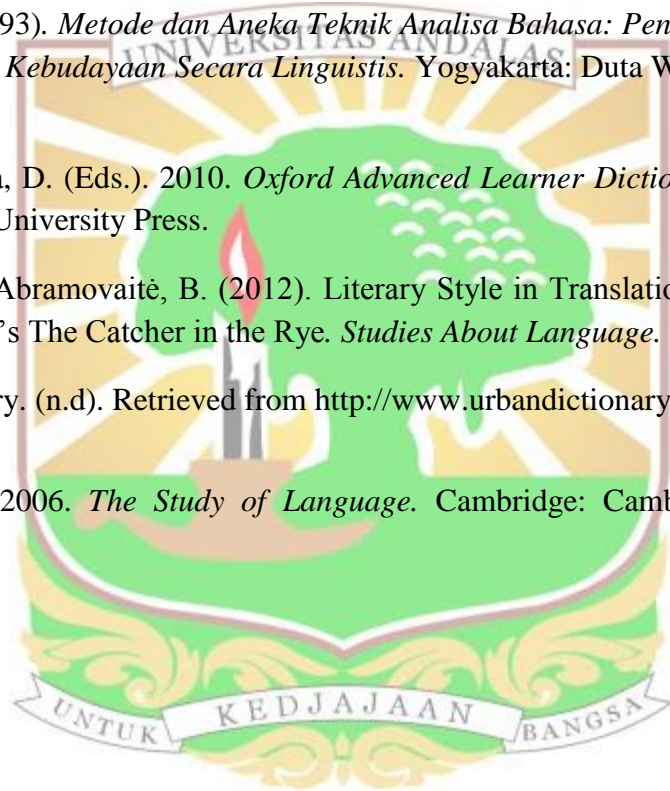 93). Metode dan Aneka Teknik Analisa Bahasa: Pen
UNIVERSITAS ANDALAS
Kebudayaan Secara Linguistis. Yogyakarta: Duta W
a, D. (Eds.). 2010. Oxford Advanced Learner Dictio
University Press.
Abramovaitė, B. (2012). Literary Style in Translatio
's The Catcher in the Rye. Studies About Language.
ry. (n.d). Retrieved from http://www.urbandictionary
2006. The Study of Language. Cambridge: Camb
UNTUK KEDJAJAAN BANGSA